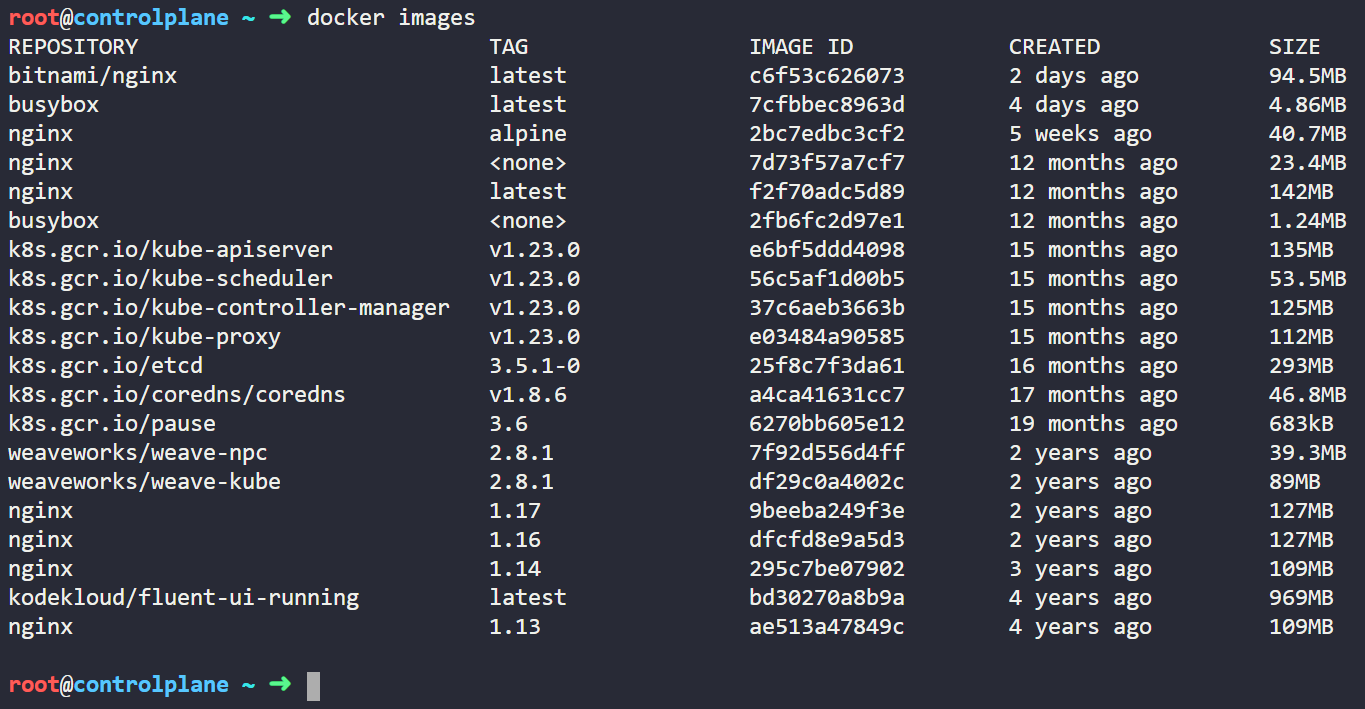 root@controlplane ~ ➜ docker images
REPOSITORY TAG IMAGE ID CREATED SIZE
bitnami/nginx latest c6f53c626073 2 days ago 94.5MB
busybox latest 7cfbbec8963d 4 days ago 4.86MB
nginx alpine 2bc7edbc3cf2 5 weeks ago 40.7MB
nginx <none> 7d73f57a7cf7 12 months ago 23.4MB
nginx latest f2f70adc5d89 12 months ago 142MB
busybox <none> 2fb6fc2d97e1 12 months ago 1.24MB
k8s.gcr.io/kube-apiserver v1.23.0 e6bf5ddd4098 15 months ago 135MB
k8s.gcr.io/kube-scheduler v1.23.0 56c5af1d00b5 15 months ago 53.5MB
k8s.gcr.io/kube-controller-manager v1.23.0 37c6aeb3663b 15 months ago 125MB
k8s.gcr.io/kube-proxy v1.23.0 e03484a90585 15 months ago 112MB
k8s.gcr.io/etcd 3.5.1-0 25f8c7f3da61 16 months ago 293MB
k8s.gcr.io/coredns/coredns v1.8.6 a4ca41631cc7 17 months ago 46.8MB
k8s.gcr.io/pause 3.6 6270bb605e12 19 months ago 683kB
weaveworks/weave-npc 2.8.1 7f92d556d4ff 2 years ago 39.3MB
weaveworks/weave-kube 2.8.1 df29c0a4002c 2 years ago 89MB
nginx 1.17 9beeba249f3e 2 years ago 127MB
nginx 1.16 dfcfd8e9a5d3 2 years ago 127MB
nginx 1.14 295c7be07902 3 years ago 109MB
kodekloud/fluent-ui-running latest bd30270a8b9a 4 years ago 969MB
nginx 1.13 ae513a47849c 4 years ago 109MB
root@controlplane ~ ➜